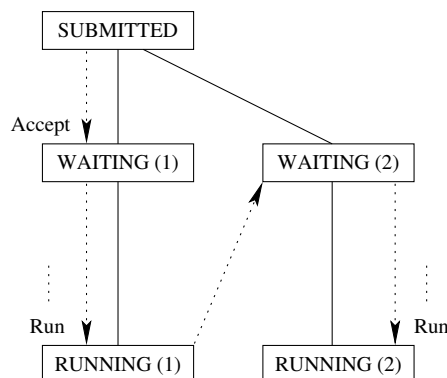 SUBMITTED
Accept
WAITING (1) WAITING (2)
Run Run
RUNNING (1) RUNNING (2)